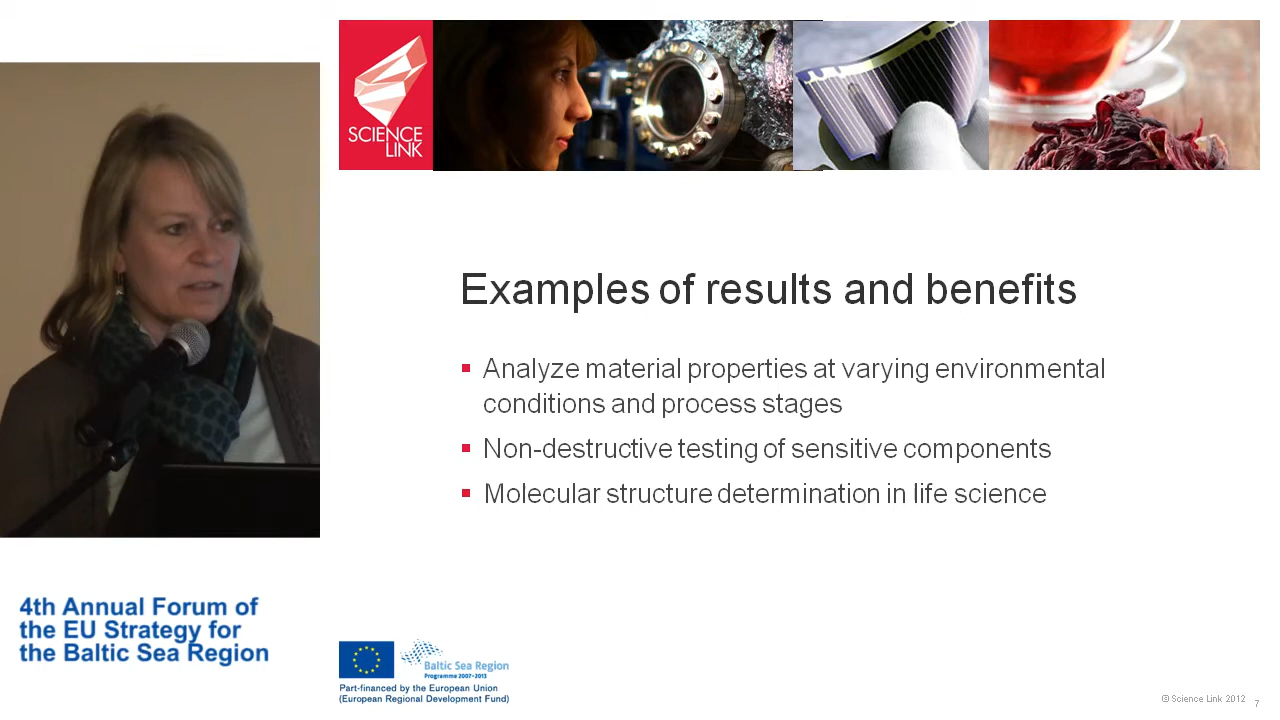 SCIENCE
LINK
Examples of results and benefits
Analyze material properties at varying environmental
conditions and process stages
Non-destructive testing of sensitive components
Molecular structure determination in life science
4th Annual Forum of
the EU Strategy for
the Baltic Sea Region
Baltic Sea Region
Programme 2007-2013
Part-financed by the European Union
(European Regional Development Fund)
© Science Link 2012
7